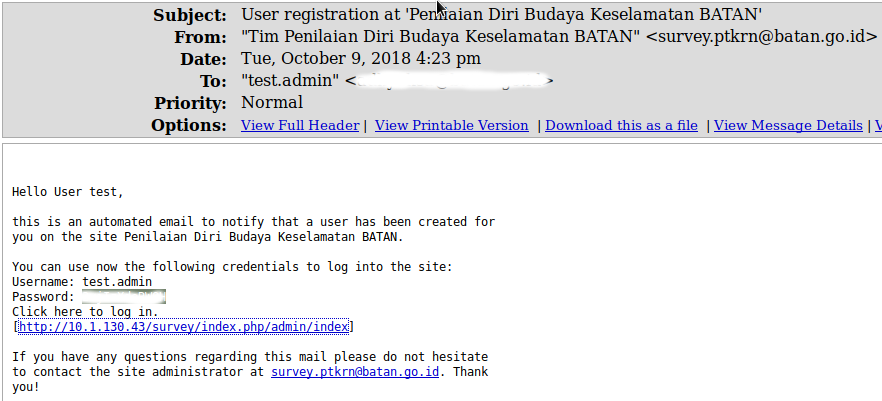 Subject: User registration at 'Penilaian Diri Budaya Keselamatan BATAN'
From: "Tim Penilaian Diri Budaya Keselamatan BATAN" <survey.ptkrn@batan.go.id>
Date: Tue, October 9, 2018 4:23 pm
To: "test.admin" < >
Priority: Normal
Options: View Full Header | View Printable Version | Download this as a file | View Message Details | V
Hello User test,
this is an automated email to notify that a user has been created for
you on the site Penilaian Diri Budaya Keselamatan BATAN.
You can use now the following credentials to log into the site:
Username: test.admin
Password:
Click here to log in.
[http://10.1.130.43/survey/index.php/admin/index]
If you have any questions regarding this mail please do not hesitate
to contact the site administrator at survey.ptkrn@batan.go.id. Thank
you!